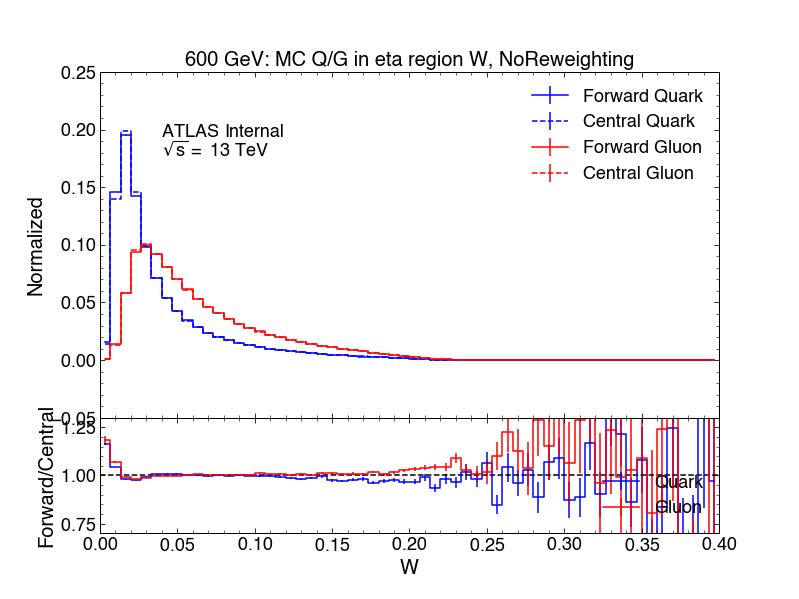 600 GeV: MC Q/G in eta region W, NoReweighting
0.25
0.20
0.15
0.10
0.05
0.00
0.05
Normalized
ATLAS Internal
√s = 13 TeV
Forward Quark
Central Quark
Forward Gluon
Central Gluon
1.25
1.00
0.75
Forward/Central
Quark
Gluon
0.00 0.05 0.10 0.15 0.20 0.25 0.30 0.35 0.40
W